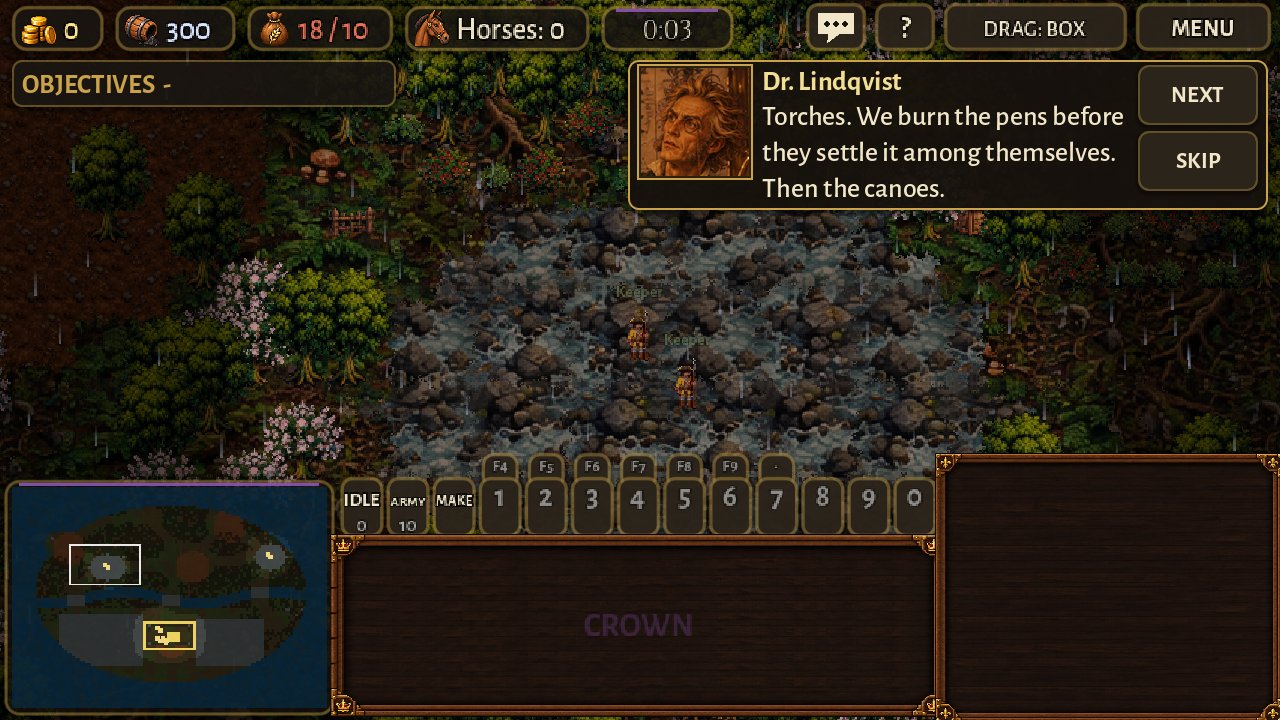 0
300
18/10
Horses: 0
0:03
?
DRAG: BOX
MENU
OBJECTIVES -
Dr. Lindqvist
Torches. We burn the pens before
they settle it among themselves.
Then the canoes.
NEXT
SKIP
Keeper
Keeper
F4 F5 F6 F7 F8 F9 .
IDLE
0
ARMY
10
MAKE
1 2 3 4 5 6 7 8 9 0
CROWN